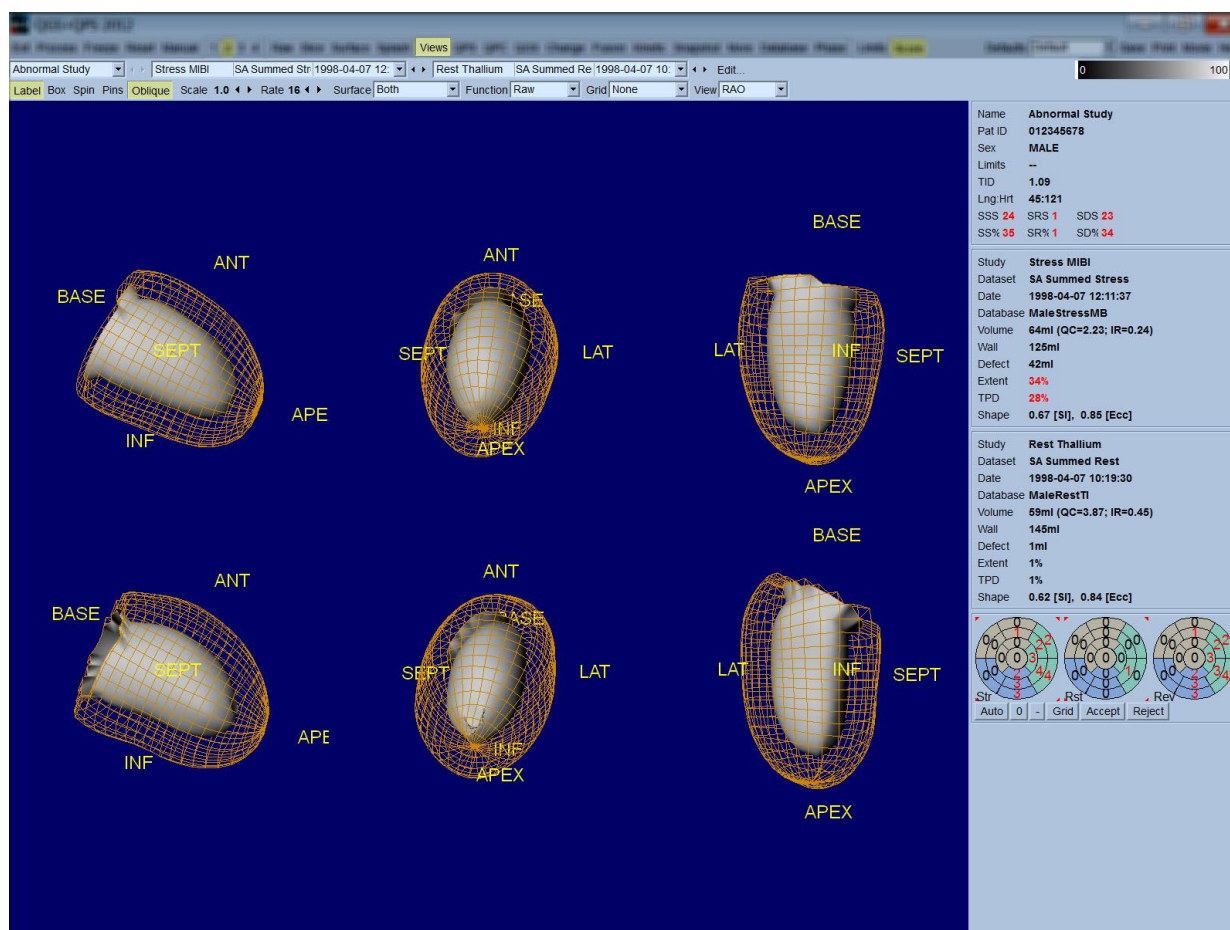 QGS+QPS 2012
Views
Abnormal Study Stress MIBI SA Summed Str 1998-04-07 12: Rest Thallium SA Summed Re 1998-04-07 10: Edit... 0 100
Label Box Spin Pins Oblique Scale 1.0 Rate 16 Surface Both Function Raw Grid None View RAO
BASE
ANT
ANT
BASE
ASE
SEPT
SEPT
LAT
LAT
INF
SEPT
APE
INF
INF
APEX
APEX
BASE
ANT
ANT
BASE
BASE
SEPT
SEPT
LAT
LAT
INF
SEPT
APE
INF
INF
APEX
APEX
Name Abnormal Study
Pat ID 012345678
Sex MALE
Limits --
TID 1.09
Lng:Hrt 45:121
SSS 24 SRS 1 SDS 23
SS% 35 SR% 1 SD% 34
Study Stress MIBI
Dataset SA Summed Stress
Date 1998-04-07 12:11:37
Database MaleStressMB
Volume 64ml (QC=2.23; IR=0.24)
Wall 125ml
Defect 42ml
Extent 34%
TPD 28%
Shape 0.67 [SI], 0.85 [Ecc]
Study Rest Thallium
Dataset SA Summed Rest
Date 1998-04-07 10:19:30
Database MaleRestTl
Volume 59ml (QC=3.87; IR=0.45)
Wall 145ml
Defect 1ml
Extent 1%
TPD 1%
Shape 0.62 [SI], 0.84 [Ecc]
Str Rst Rev
Auto 0 - Grid Accept Reject